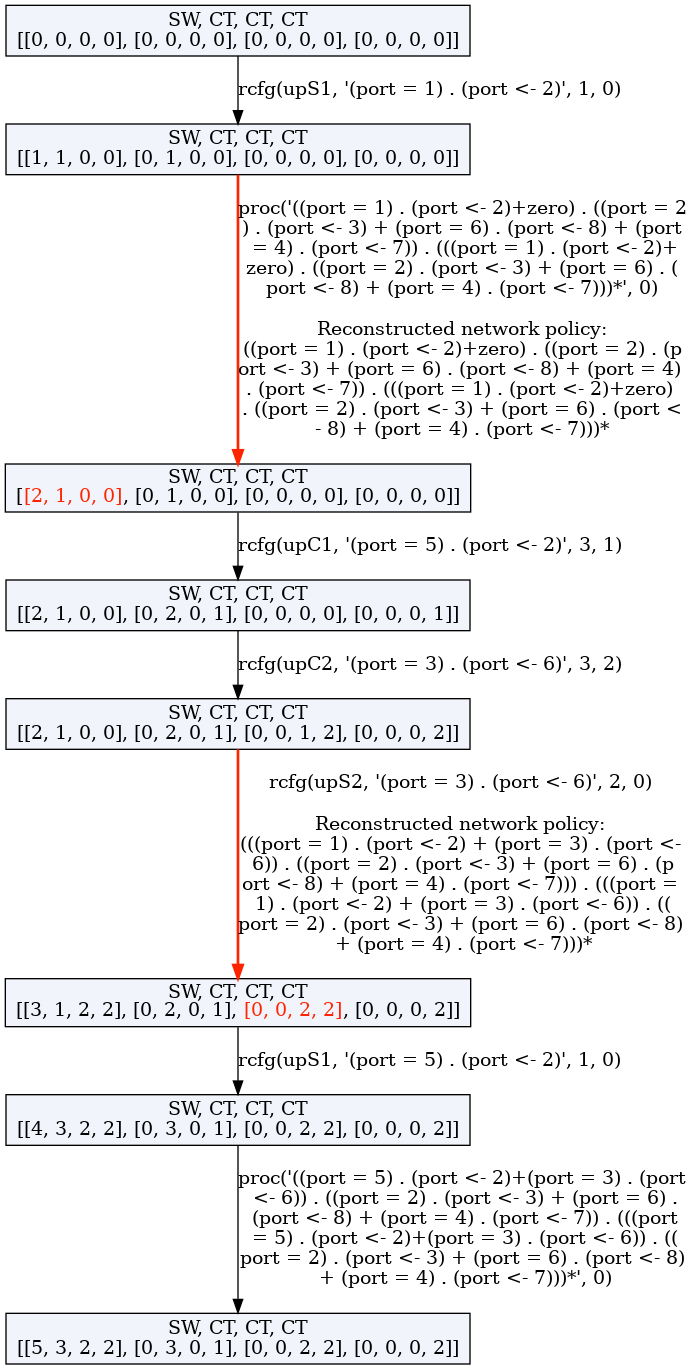 SW, CT, CT, CT
[[0, 0, 0, 0], [0, 0, 0, 0], [0, 0, 0, 0], [0, 0, 0, 0]]
rcfg(upS1, '(port = 1) . (port <- 2)', 1, 0)
SW, CT, CT, CT
[[1, 1, 0, 0], [0, 1, 0, 0], [0, 0, 0, 0], [0, 0, 0, 0]]
proc('((port = 1) . (port <- 2)+zero) . ((port = 2
) . (port <- 3) + (port = 6) . (port <- 8) + (port
= 4) . (port <- 7)) . (((port = 1) . (port <- 2)+
zero) . ((port = 2) . (port <- 3) + (port = 6) . (
port <- 8) + (port = 4) . (port <- 7)))*', 0)
Reconstructed network policy:
((port = 1) . (port <- 2)+zero) . ((port = 2) . (p
ort <- 3) + (port = 6) . (port <- 8) + (port = 4)
. (port <- 7)) . (((port = 1) . (port <- 2)+zero)
. ((port = 2) . (port <- 3) + (port = 6) . (port <
- 8) + (port = 4) . (port <- 7)))*
SW, CT, CT, CT
[[2, 1, 0, 0], [0, 1, 0, 0], [0, 0, 0, 0], [0, 0, 0, 0]]
rcfg(upC1, '(port = 5) . (port <- 2)', 3, 1)
SW, CT, CT, CT
[[2, 1, 0, 0], [0, 2, 0, 1], [0, 0, 0, 0], [0, 0, 0, 1]]
rcfg(upC2, '(port = 3) . (port <- 6)', 3, 2)
SW, CT, CT, CT
[[2, 1, 0, 0], [0, 2, 0, 1], [0, 0, 1, 2], [0, 0, 0, 2]]
rcfg(upS2, '(port = 3) . (port <- 6)', 2, 0)
Reconstructed network policy:
(((port = 1) . (port <- 2) + (port = 3) . (port <-
6)) . ((port = 2) . (port <- 3) + (port = 6) . (p
ort <- 8) + (port = 4) . (port <- 7))) . (((port =
1) . (port <- 2) + (port = 3) . (port <- 6)) . ((
port = 2) . (port <- 3) + (port = 6) . (port <- 8)
+ (port = 4) . (port <- 7)))*
SW, CT, CT, CT
[[3, 1, 2, 2], [0, 2, 0, 1], [0, 0, 2, 2], [0, 0, 0, 2]]
rcfg(upS1, '(port = 5) . (port <- 2)', 1, 0)
SW, CT, CT, CT
[[4, 3, 2, 2], [0, 3, 0, 1], [0, 0, 2, 2], [0, 0, 0, 2]]
proc('((port = 5) . (port <- 2)+(port = 3) . (port
<- 6)) . ((port = 2) . (port <- 3) + (port = 6) .
(port <- 8) + (port = 4) . (port <- 7)) . (((port
= 5) . (port <- 2)+(port = 3) . (port <- 6)) . ((
port = 2) . (port <- 3) + (port = 6) . (port <- 8)
+ (port = 4) . (port <- 7)))*', 0)
SW, CT, CT, CT
[[5, 3, 2, 2], [0, 3, 0, 1], [0, 0, 2, 2], [0, 0, 0, 2]]